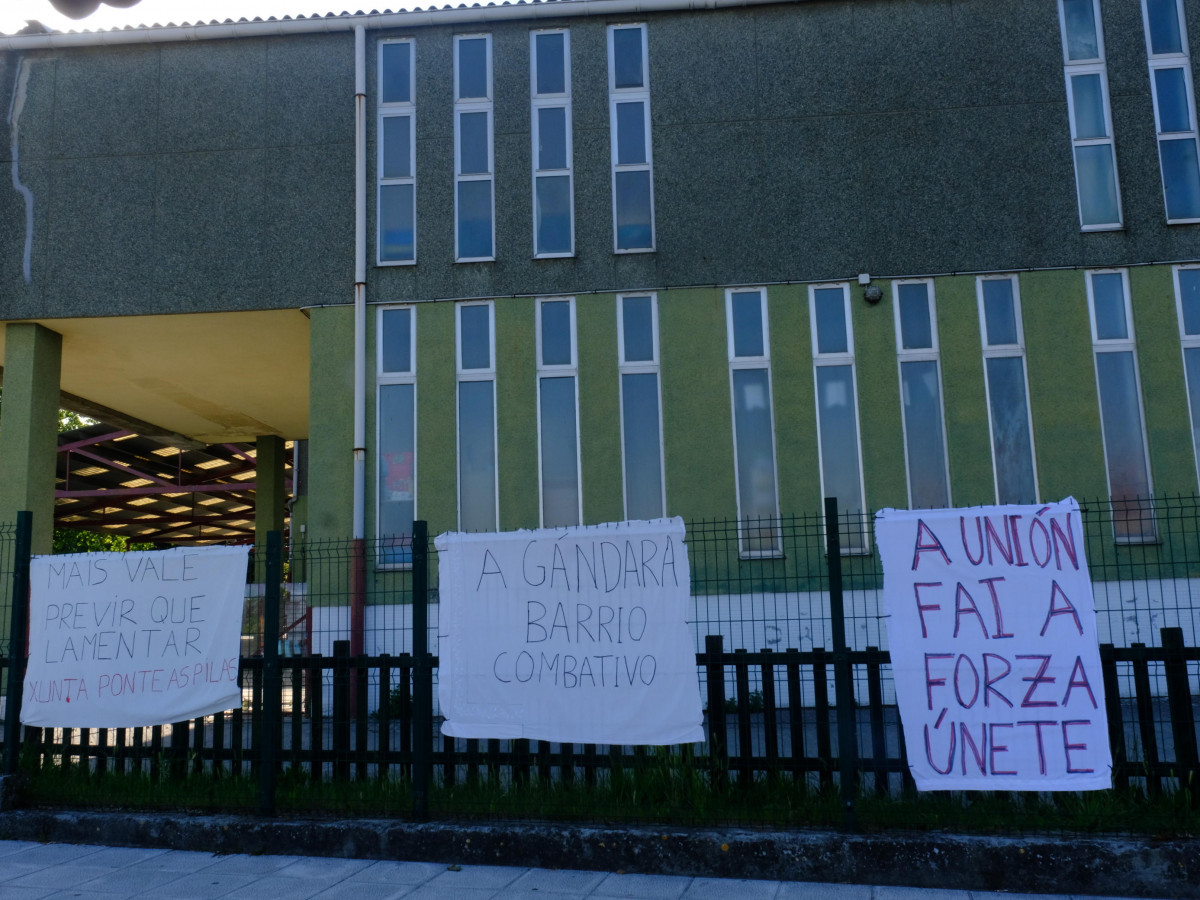 MAIS VALE
PREVIR QUE
LAMENTAR
XUNTA PONTE AS PILAS
A GÁNDARA
BARRIO
COMBATIVO
A UNIÓN
FAI A
FORZA
ÚNETE